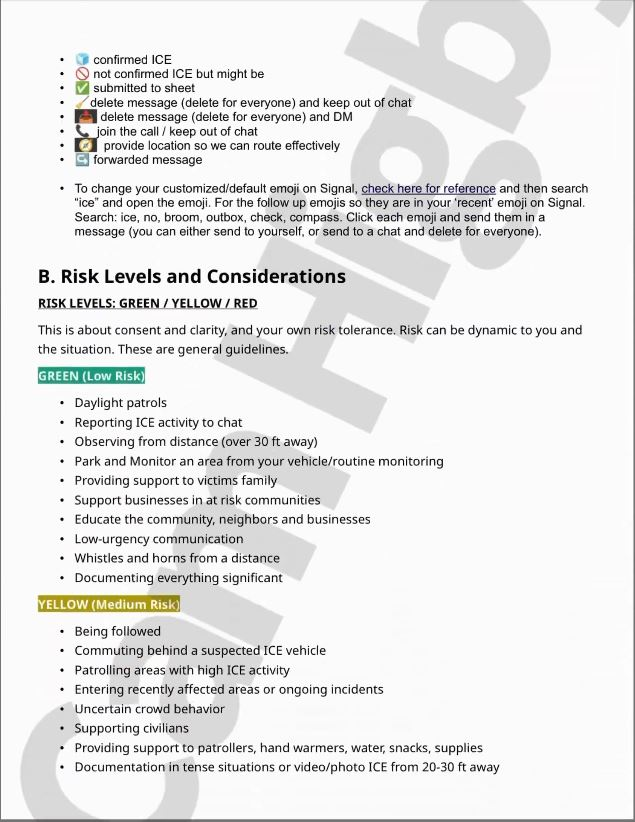 • 🧊 confirmed ICE
• 🚫 not confirmed ICE but might be
• ✅ submitted to sheet
• 🧹 delete message (delete for everyone) and keep out of chat
• 📤 delete message (delete for everyone) and DM
• 📞 join the call / keep out of chat
• 🧭 provide location so we can route effectively
• ↪️ forwarded message
• To change your customized/default emoji on Signal, check here for reference and then search
“ice” and open the emoji. For the follow up emojis so they are in your ‘recent’ emoji on Signal.
Search: ice, no, broom, outbox, check, compass. Click each emoji and send them in a
message (you can either send to yourself, or send to a chat and delete for everyone).
B. Risk Levels and Considerations
RISK LEVELS: GREEN / YELLOW / RED
This is about consent and clarity, and your own risk tolerance. Risk can be dynamic to you and
the situation. These are general guidelines.
GREEN (Low Risk)
• Daylight patrols
• Reporting ICE activity to chat
• Observing from distance (over 30 ft away)
• Park and Monitor an area from your vehicle/routine monitoring
• Providing support to victims family
• Support businesses in at risk communities
• Educate the community, neighbors and businesses
• Low-urgency communication
• Whistles and horns from a distance
• Documenting everything significant
YELLOW (Medium Risk)
• Being followed
• Commuting behind a suspected ICE vehicle
• Patrolling areas with high ICE activity
• Entering recently affected areas or ongoing incidents
• Uncertain crowd behavior
• Supporting civilians
• Providing support to patrollers, hand warmers, water, snacks, supplies
• Documentation in tense situations or video/photo ICE from 20-30 ft away
Cam Higb